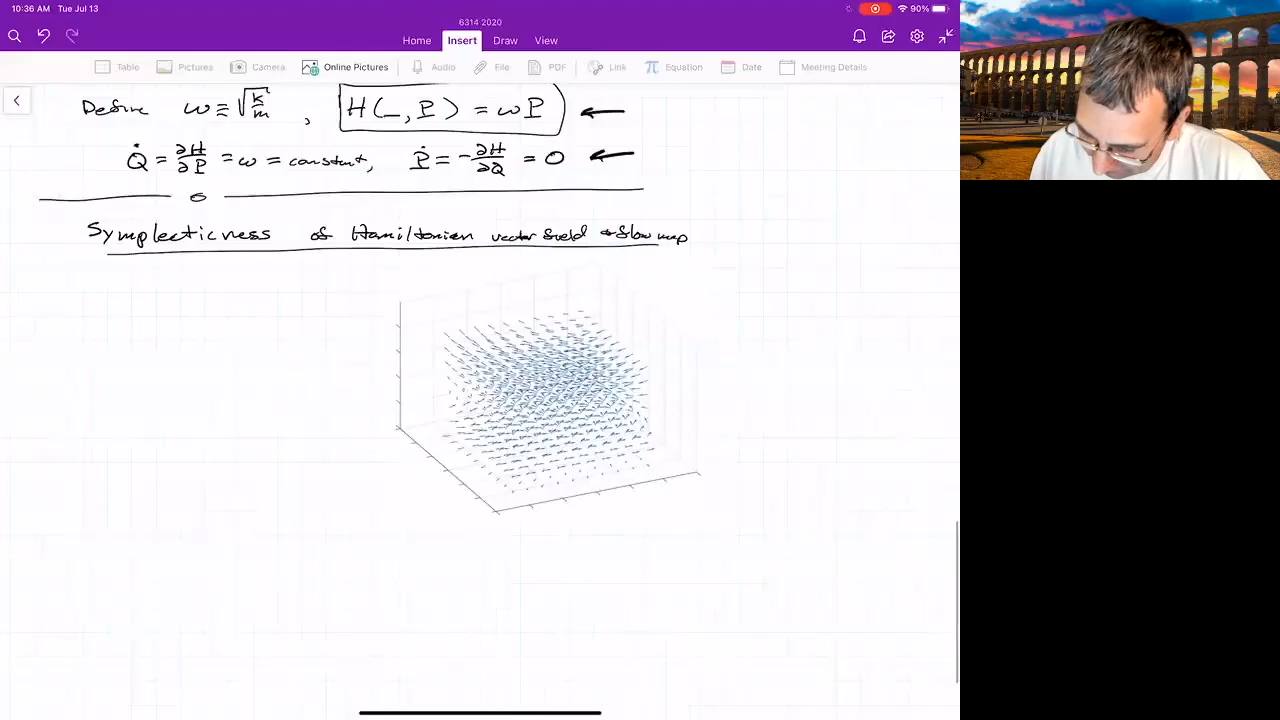 10:36 AM Tue Jul 13
6314 2020
90%
Home Insert Draw View
Table Pictures Camera Online Pictures Audio File PDF Link Equation Date Meeting Details
Define ω ≡ √(k/m) , H(_, P) = ωP ←
Q̇ = ∂H/∂P = ω = constant, Ṗ = -∂H/∂Q = 0 ←
Symplecticness of Hamiltonian vector field + flow map